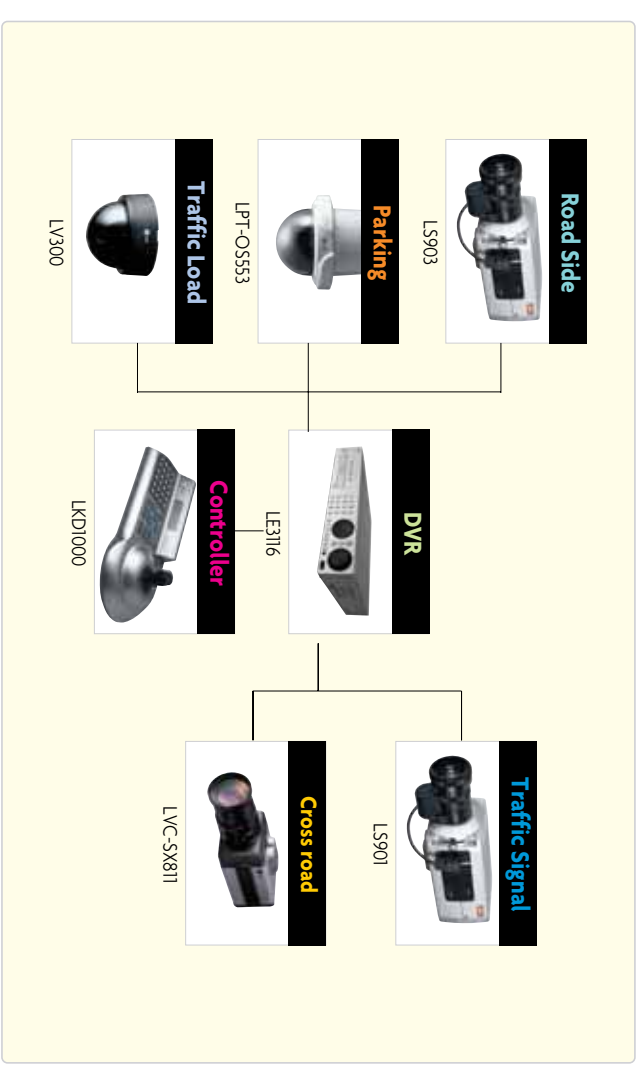 Road Side
LS903
Parking
LPT-OS553
Traffic Load
LV300
DVR
LE3116
Controller
LKD1000
Traffic Signal
LS901
Cross road
LVC-SX811